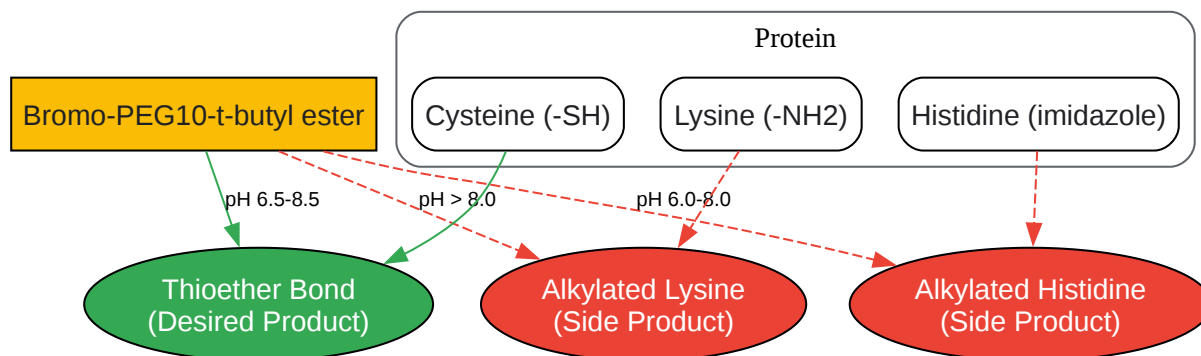 Protein
Bromo-PEG10-t-butyl ester
Cysteine (-SH)
Lysine (-NH2)
Histidine (imidazole)
pH 6.5-8.5
pH > 8.0
pH 6.0-8.0
Thioether Bond
(Desired Product)
Alkylated Lysine
(Side Product)
Alkylated Histidine
(Side Product)